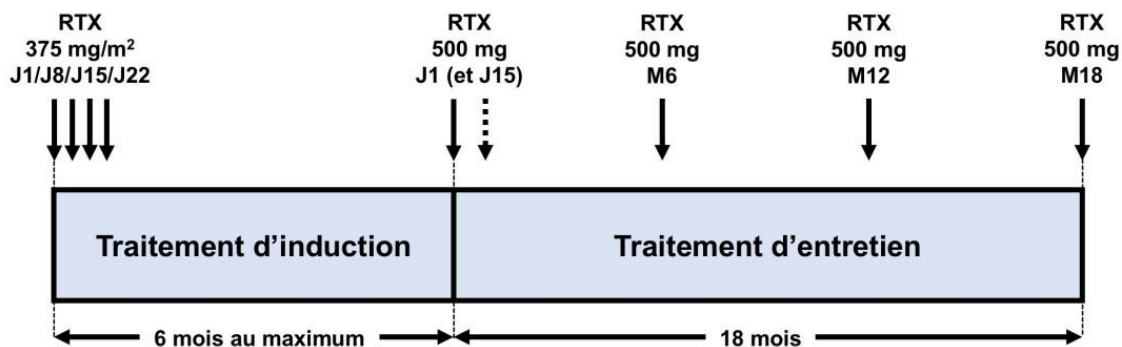 RTX
375 mg/m²
J1/J8/J15/J22
RTX
500 mg
J1 (et J15)
RTX
500 mg
M6
RTX
500 mg
M12
RTX
500 mg
M18
Traitement d’induction
Traitement d’entretien
6 mois au maximum
18 mois